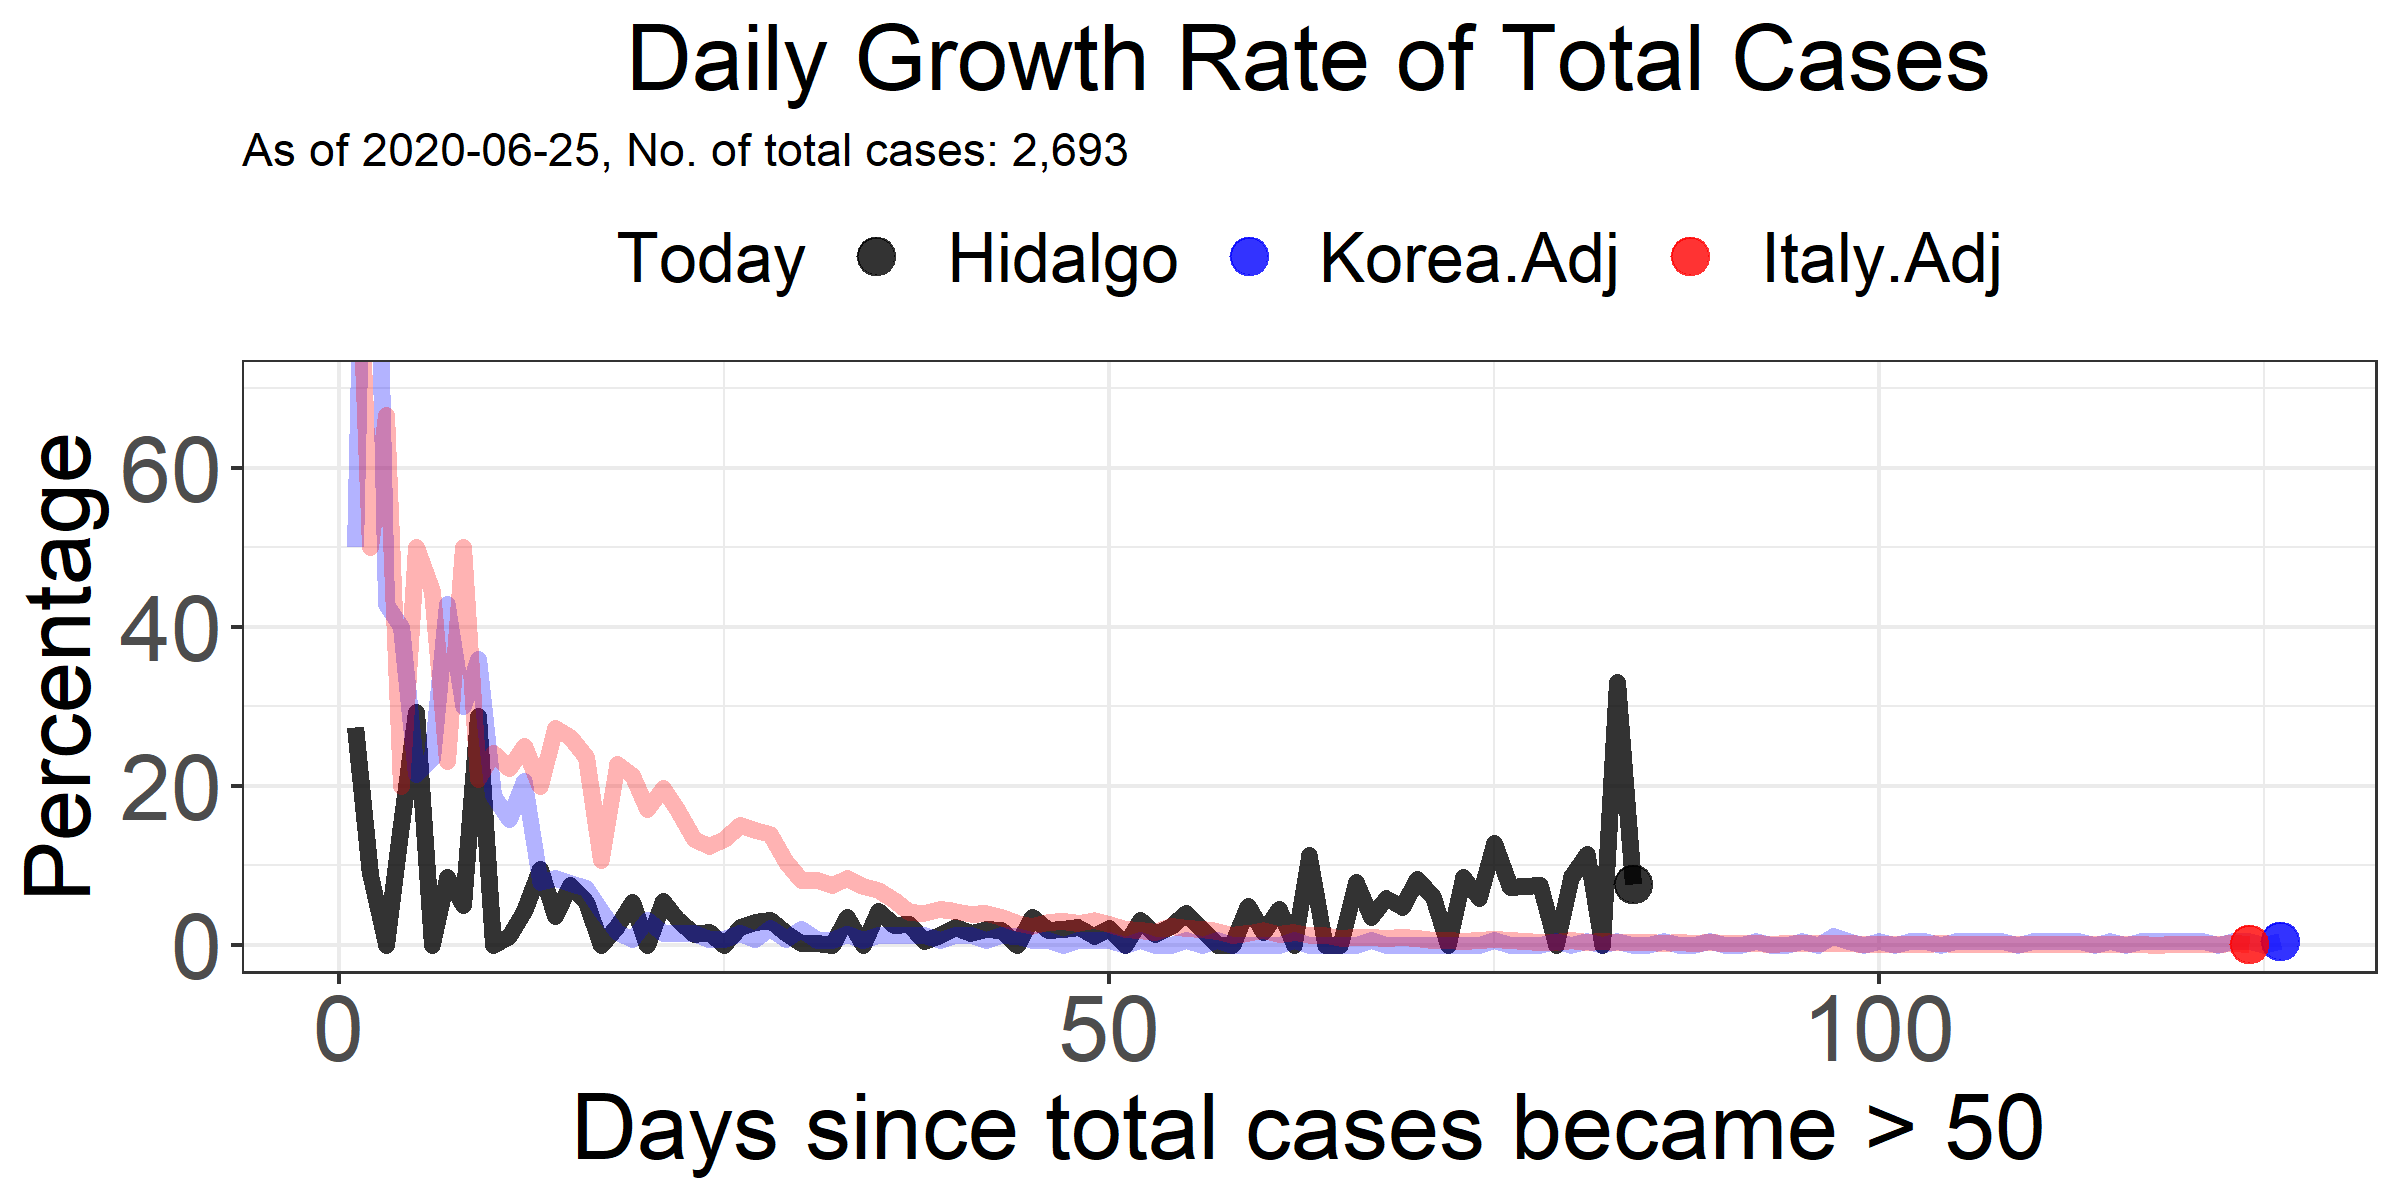 Daily Growth Rate of Total Cases
As of 2020-06-25, No. of total cases: 2,693
Today Hidalgo Korea.Adj Italy.Adj
Percentage
60
40
20
0
0 50 100
Days since total cases became > 50